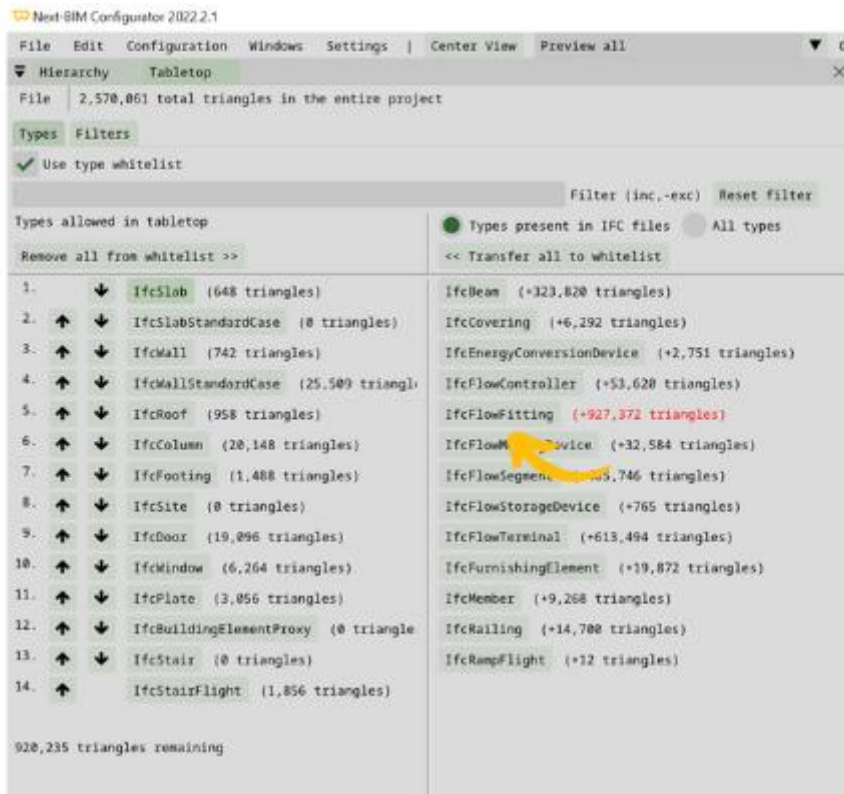 Next-BIM Configurator 2022.2.1
File Edit Configuration Windows Settings | Center View Preview all
Hierarchy Tabletop
File 2,570,061 total triangles in the entire project
Types Filters
Use type whitelist
Filter (inc,-exc) Reset filter
Types allowed in tabletop
Types present in IFC files All types
Remove all from whitelist >>
<< Transfer all to whitelist
1. IfcSlab (648 triangles)
2. IfcSlabStandardCase (0 triangles)
3. IfcWall (742 triangles)
4. IfcWallStandardCase (25.509 triangl
5. IfcRoof (958 triangles)
6. IfcColumn (20,148 triangles)
7. IfcFooting (1,488 triangles)
8. IfcSite (0 triangles)
9. IfcDoor (19,096 triangles)
10. IfcWindow (6,264 triangles)
11. IfcPlate (3,056 triangles)
12. IfcBuildingElementProxy (0 triangle
13. IfcStair (0 triangles)
14. IfcStairFlight (1,856 triangles)
920,235 triangles remaining
IfcBeam (+323,820 triangles)
IfcCovering (+6,292 triangles)
IfcEnergyConversionDevice (+2,751 triangles)
IfcFlowController (+53,620 triangles)
IfcFlowFitting (+927,372 triangles)
(+32,584 triangles)
IfcFlowSegment triangles)
IfcFlowStorageDevice (+765 triangles)
IfcFlowTerminal (+613,494 triangles)
IfcFurnishingElement (+19,872 triangles)
IfcMember (+9,268 triangles)
IfcRailing (+14,700 triangles)
IfcRampFlight (+12 triangles)